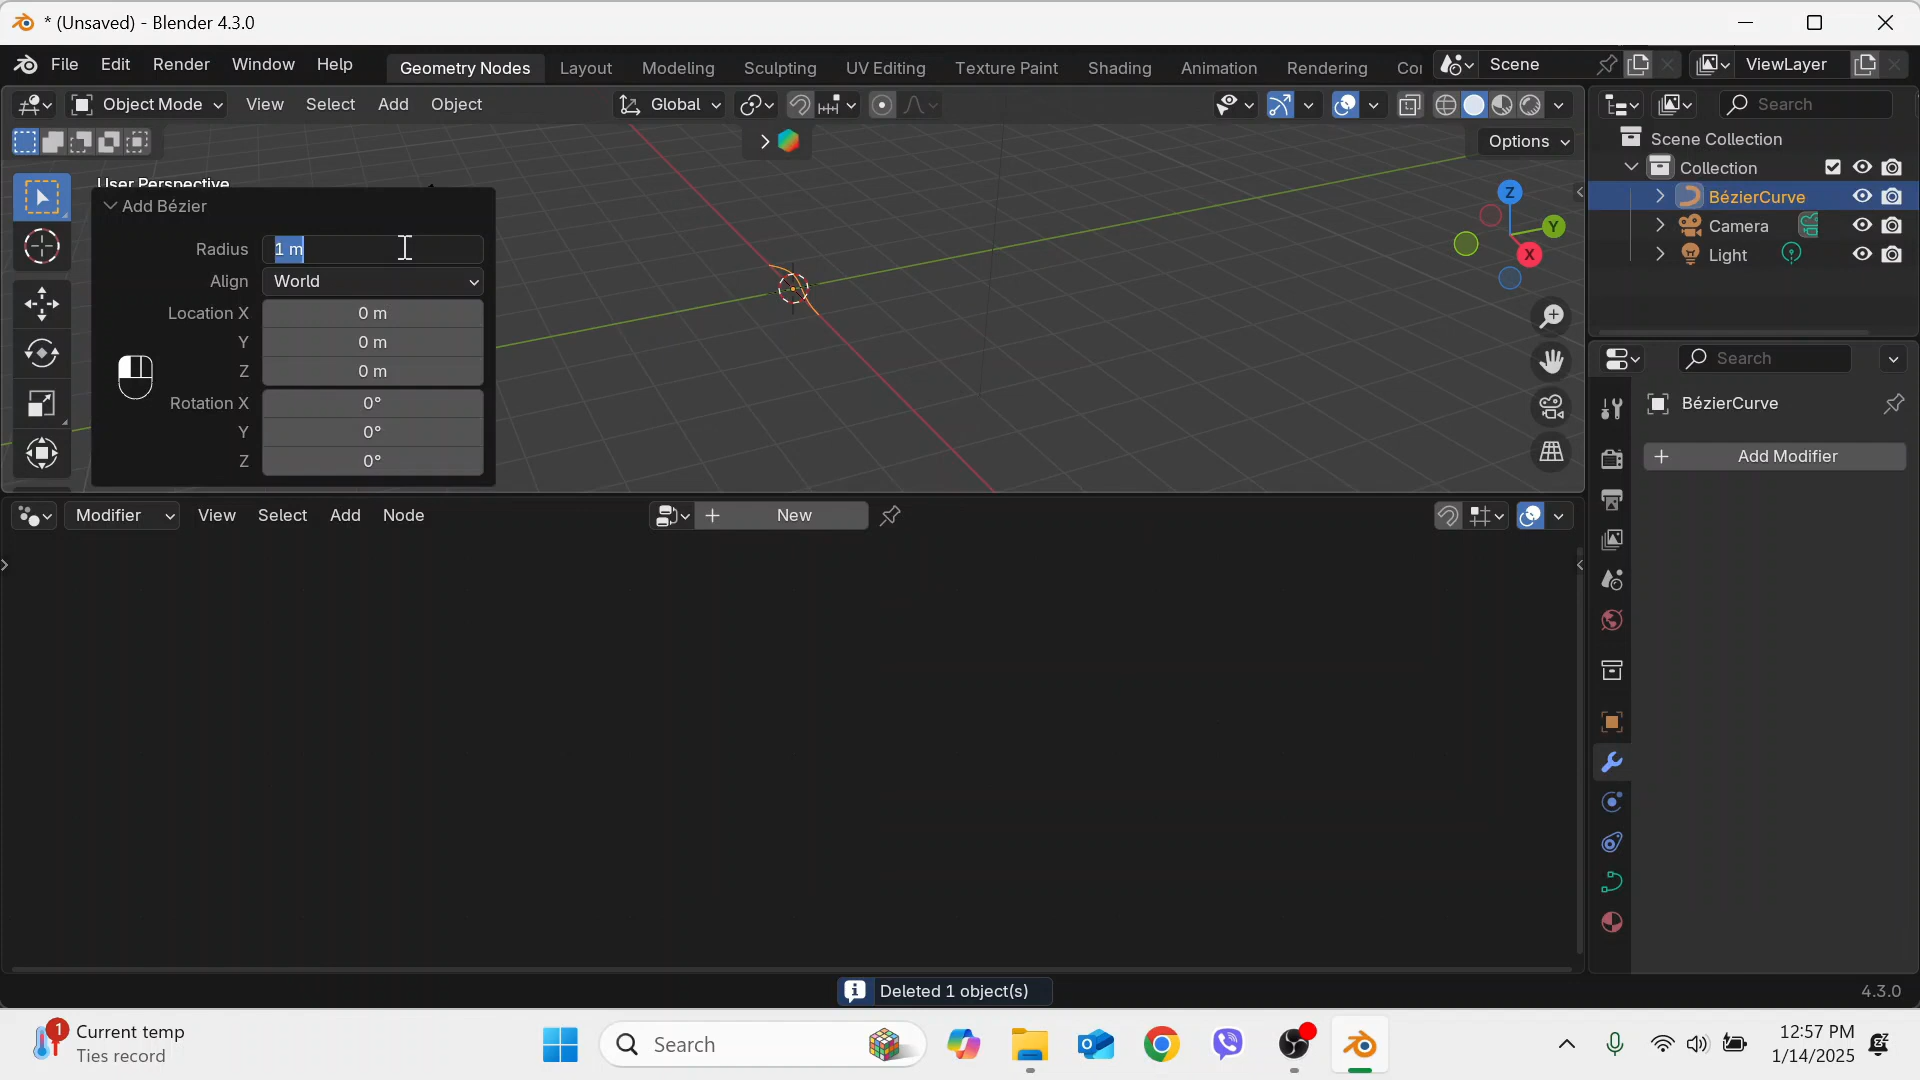 * (Unsaved) - Blender 4.3.0
File Edit Render Window Help Geometry Nodes Layout Modeling Sculpting UV Editing Texture Paint Shading Animation Rendering Co Scene ViewLayer
Object Mode View Select Add Object Global Search
Options
Scene Collection
Collection
BézierCurve
Camera
Light
User Perspective
Add Bézier
Radius 1 m
Align World
Location X 0 m
Y 0 m
Z 0 m
Rotation X 0°
Y 0°
Z 0°
Z
Y
X
Search
BézierCurve
+ Add Modifier
Modifier View Select Add Node + New
Deleted 1 object(s)
4.3.0
1
Current temp
Ties record
Search
12:57 PM
1/14/2025